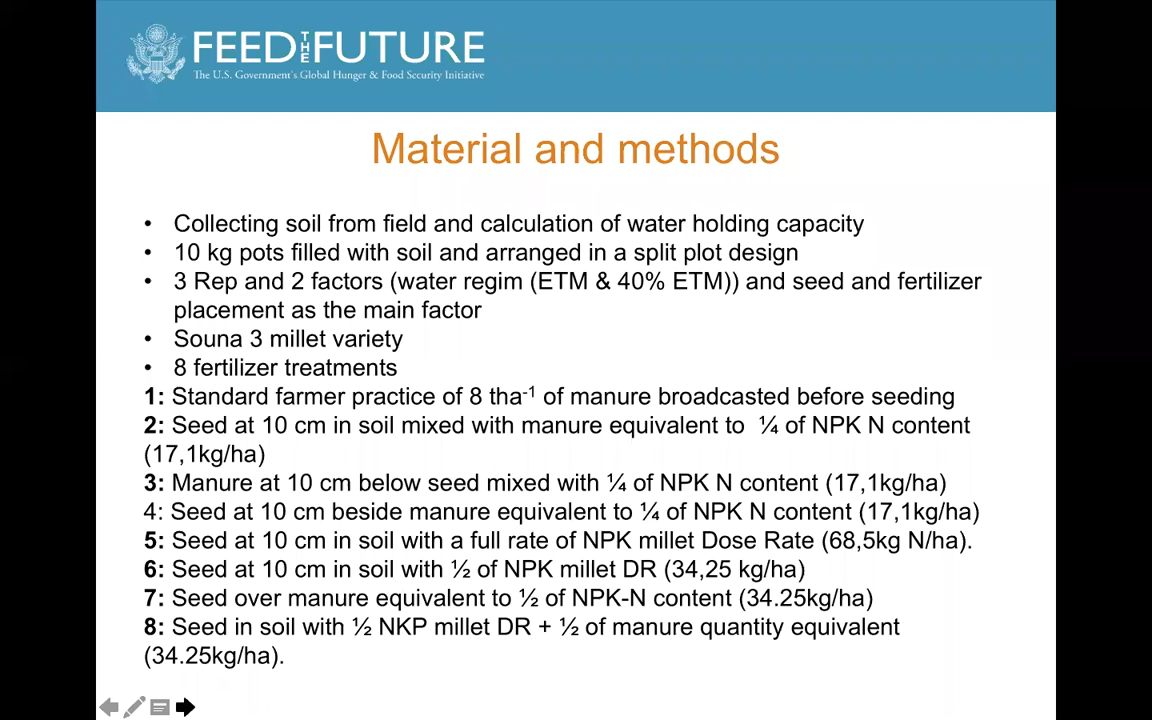 FEED THE FUTURE
The U.S. Government's Global Hunger & Food Security Initiative
Material and methods
• Collecting soil from field and calculation of water holding capacity
• 10 kg pots filled with soil and arranged in a split plot design
• 3 Rep and 2 factors (water regim (ETM & 40% ETM)) and seed and fertilizer
placement as the main factor
• Souna 3 millet variety
• 8 fertilizer treatments
1: Standard farmer practice of 8 tha⁻¹ of manure broadcasted before seeding
2: Seed at 10 cm in soil mixed with manure equivalent to ¼ of NPK N content
(17,1kg/ha)
3: Manure at 10 cm below seed mixed with ¼ of NPK N content (17,1kg/ha)
4: Seed at 10 cm beside manure equivalent to ¼ of NPK N content (17,1kg/ha)
5: Seed at 10 cm in soil with a full rate of NPK millet Dose Rate (68,5kg N/ha).
6: Seed at 10 cm in soil with ½ of NPK millet DR (34,25 kg/ha)
7: Seed over manure equivalent to ½ of NPK-N content (34.25kg/ha)
8: Seed in soil with ½ NKP millet DR + ½ of manure quantity equivalent
(34.25kg/ha).